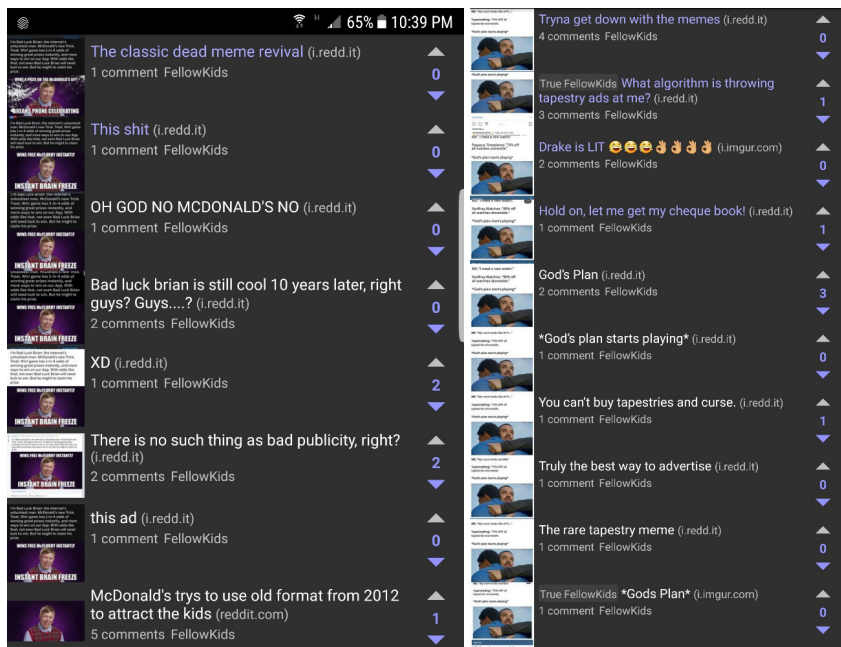 65% 10:39 PM
The classic dead meme revival (i.redd.it)
1 comment FellowKids
0
This shit (i.redd.it)
1 comment FellowKids
0
OH GOD NO MCDONALD'S NO (i.redd.it)
1 comment FellowKids
0
Bad luck brian is still cool 10 years later, right
guys? Guys....? (i.redd.it)
2 comments FellowKids
0
XD (i.redd.it)
1 comment FellowKids
2
There is no such thing as bad publicity, right?
(i.redd.it)
2 comments FellowKids
2
this ad (i.redd.it)
1 comment FellowKids
0
McDonald's trys to use old format from 2012
to attract the kids (reddit.com)
5 comments FellowKids
1
WINS FREE McFLURRY INSTANTLY
INSTANT BRAIN FREEZE
Tryna get down with the memes (i.redd.it)
4 comments FellowKids
0
True FellowKids What algorithm is throwing
tapestry ads at me? (i.redd.it)
3 comments FellowKids
1
Drake is LIT 😂😂😂👌👌👌👌 (i.imgur.com)
2 comments FellowKids
0
Hold on, let me get my cheque book! (i.redd.it)
1 comment FellowKids
1
God's Plan (i.redd.it)
2 comments FellowKids
3
*God's plan starts playing* (i.redd.it)
1 comment FellowKids
0
You can't buy tapestries and curse. (i.redd.it)
1 comment FellowKids
1
Truly the best way to advertise (i.redd.it)
1 comment FellowKids
0
The rare tapestry meme (i.redd.it)
1 comment FellowKids
0
True FellowKids *Gods Plan* (i.imgur.com)
1 comment FellowKids
0